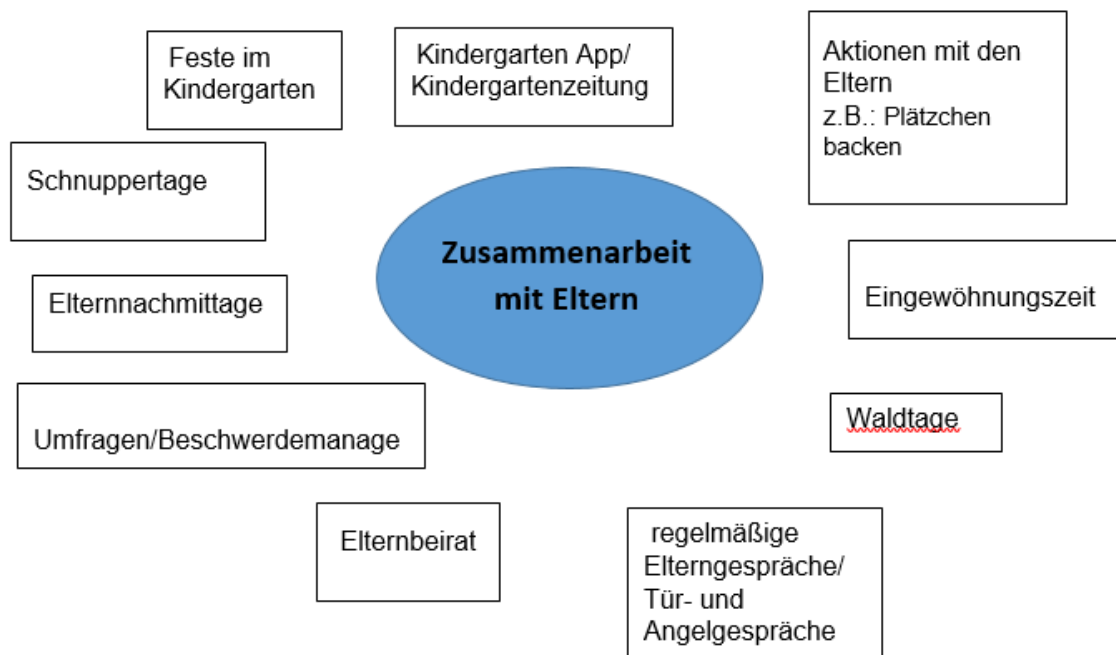 Feste im
Kindergarten
Kindergarten App/
Kindergartenzeitung
Aktionen mit den
Eltern
z.B.: Plätzchen
backen
Schnuppertage
Zusammenarbeit
mit Eltern
Elternnachmittage
Eingewöhnungszeit
Umfragen/Beschwerdemanage
Waldtage
Elternbeirat
regelmäßige
Elterngespräche/
Tür- und
Angelgespräche